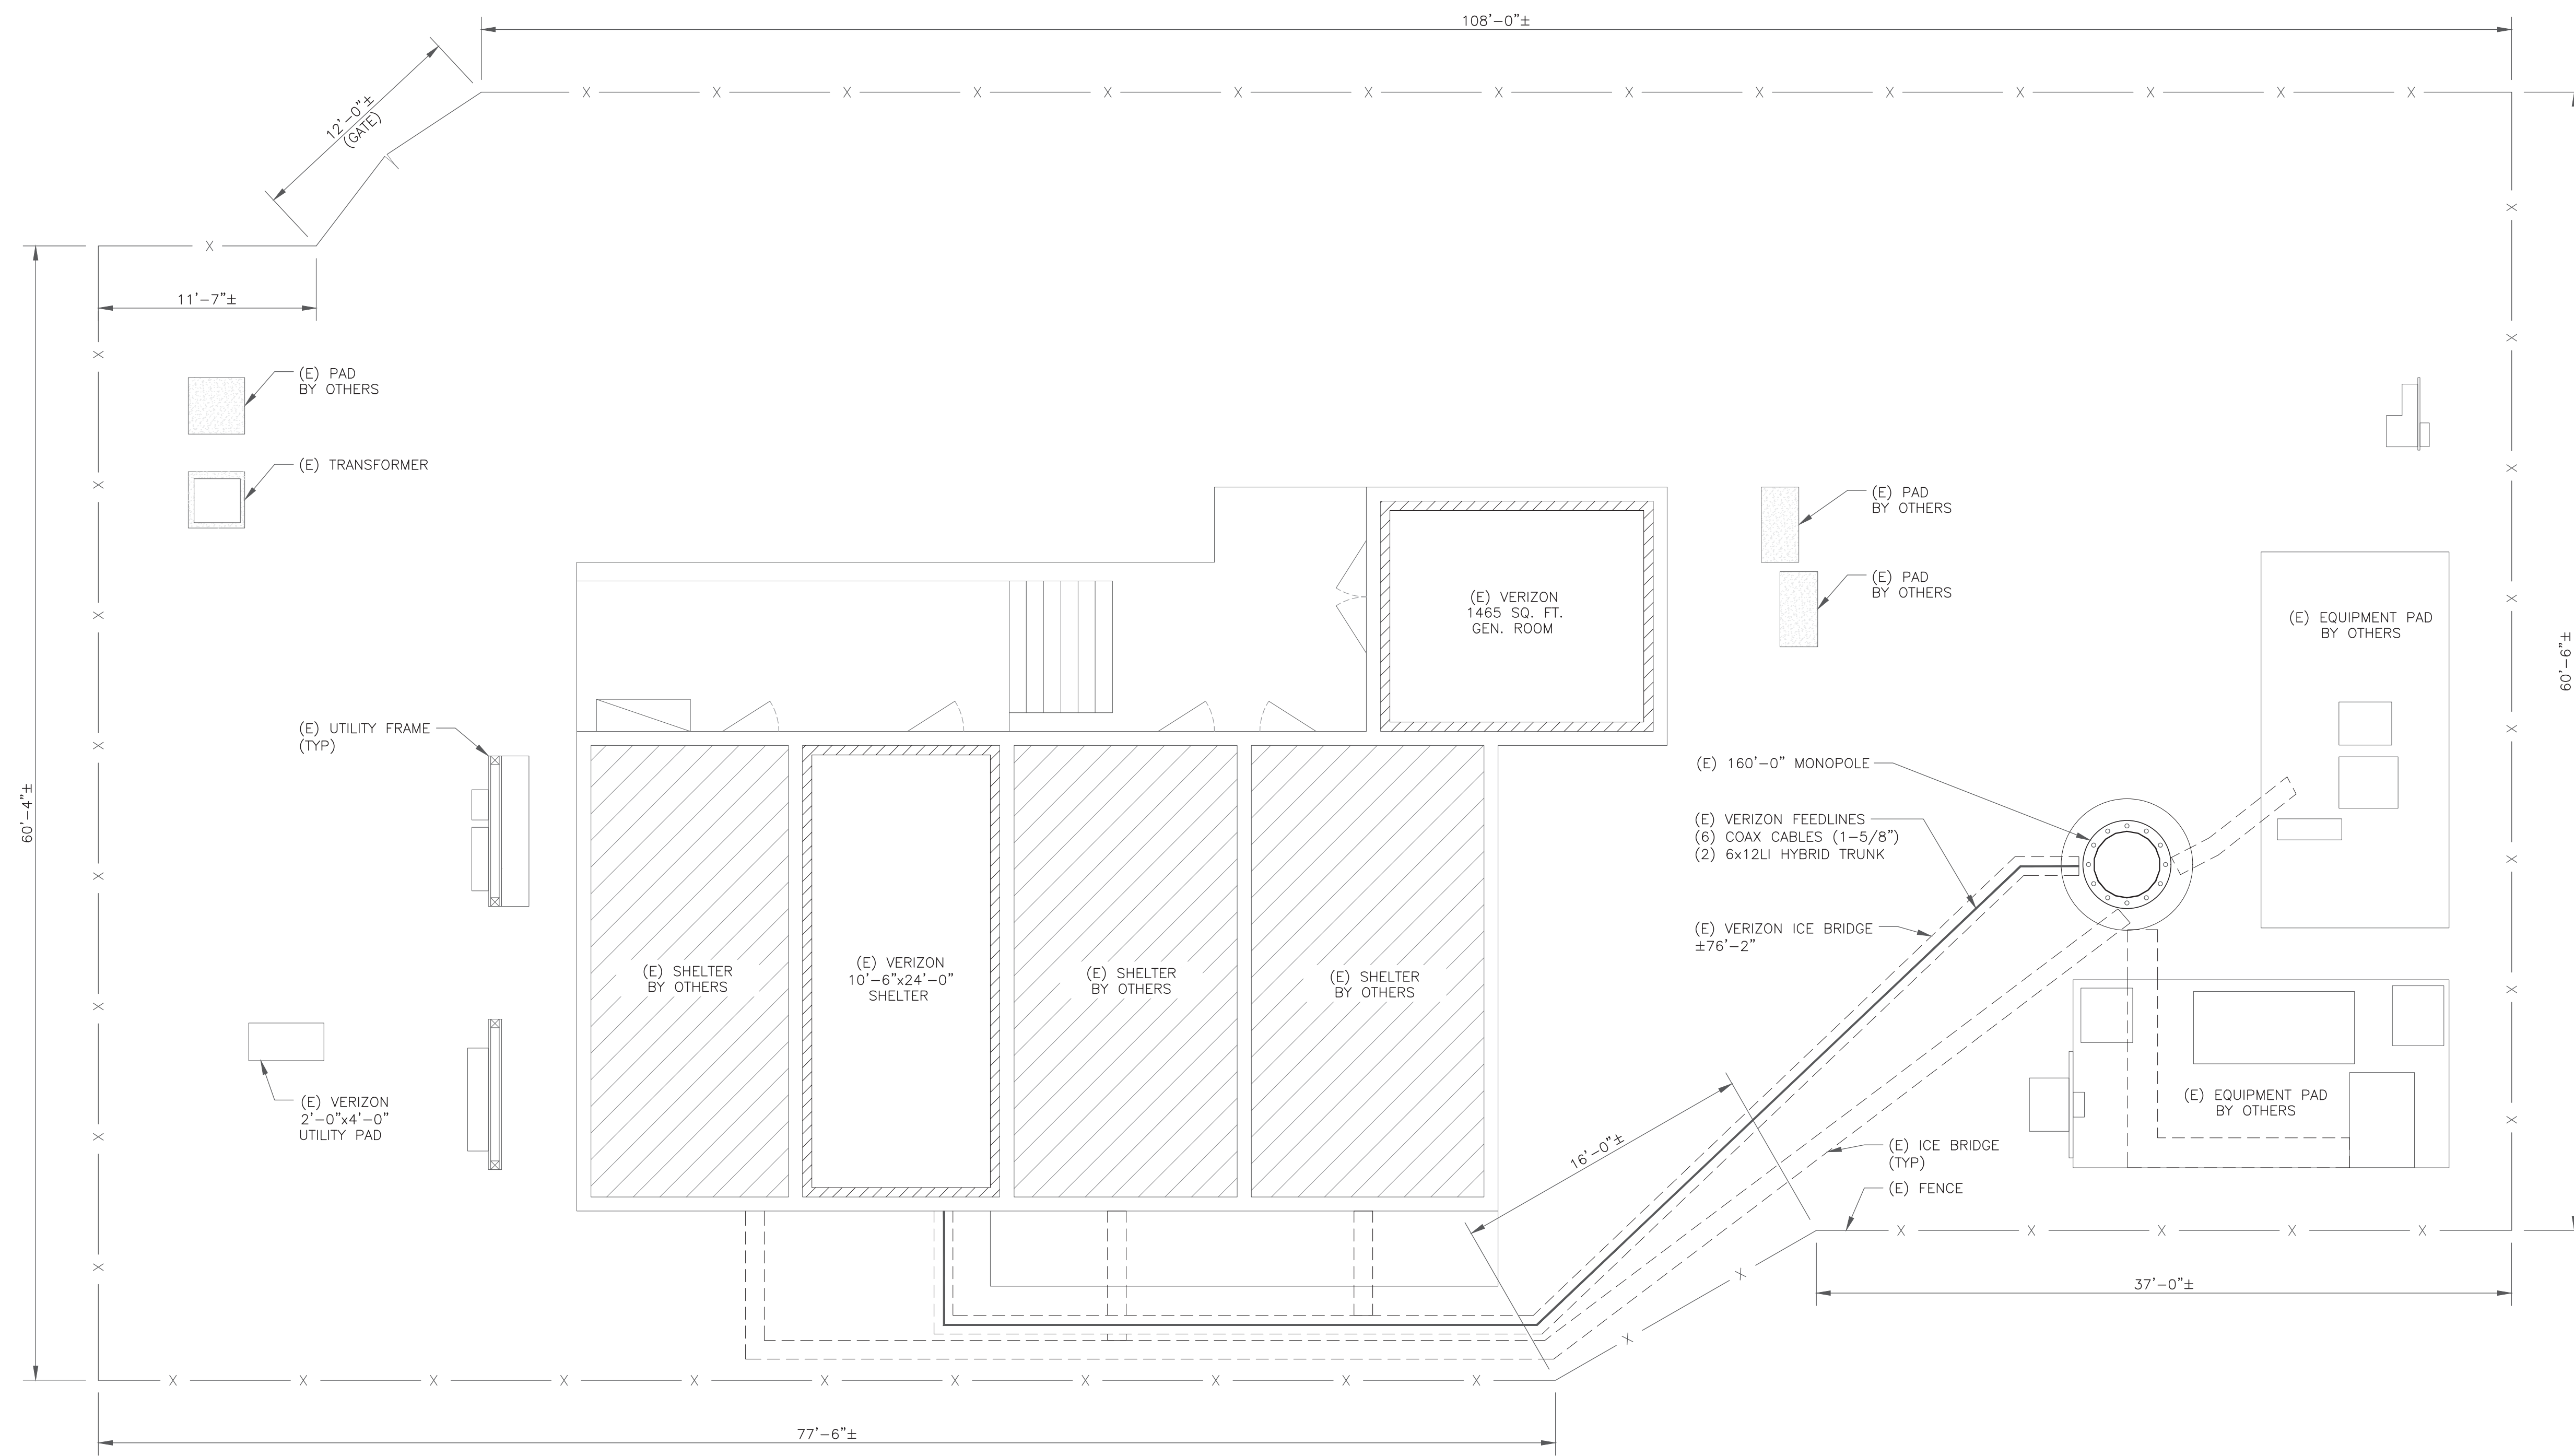 108'-0"±
12'-0"±
(GATE)
11'-7"±
(E) PAD
BY OTHERS
(E) TRANSFORMER
(E) PAD
BY OTHERS
(E) PAD
BY OTHERS
(E) VERIZON
1465 SQ. FT.
GEN. ROOM
(E) EQUIPMENT PAD
BY OTHERS
60'-6"±
(E) UTILITY FRAME
(TYP)
60'-4"±
(E) 160'-0" MONOPOLE
(E) VERIZON FEEDLINES
(6) COAX CABLES (1-5/8")
(2) 6x12LI HYBRID TRUNK
(E) VERIZON ICE BRIDGE
±76'-2"
(E) SHELTER
BY OTHERS
(E) VERIZON
10'-6"x24'-0"
SHELTER
(E) SHELTER
BY OTHERS
(E) SHELTER
BY OTHERS
(E) VERIZON
2'-0"x4'-0"
UTILITY PAD
(E) EQUIPMENT PAD
BY OTHERS
16'-0"±
(E) ICE BRIDGE
(TYP)
(E) FENCE
37'-0"±
77'-6"±